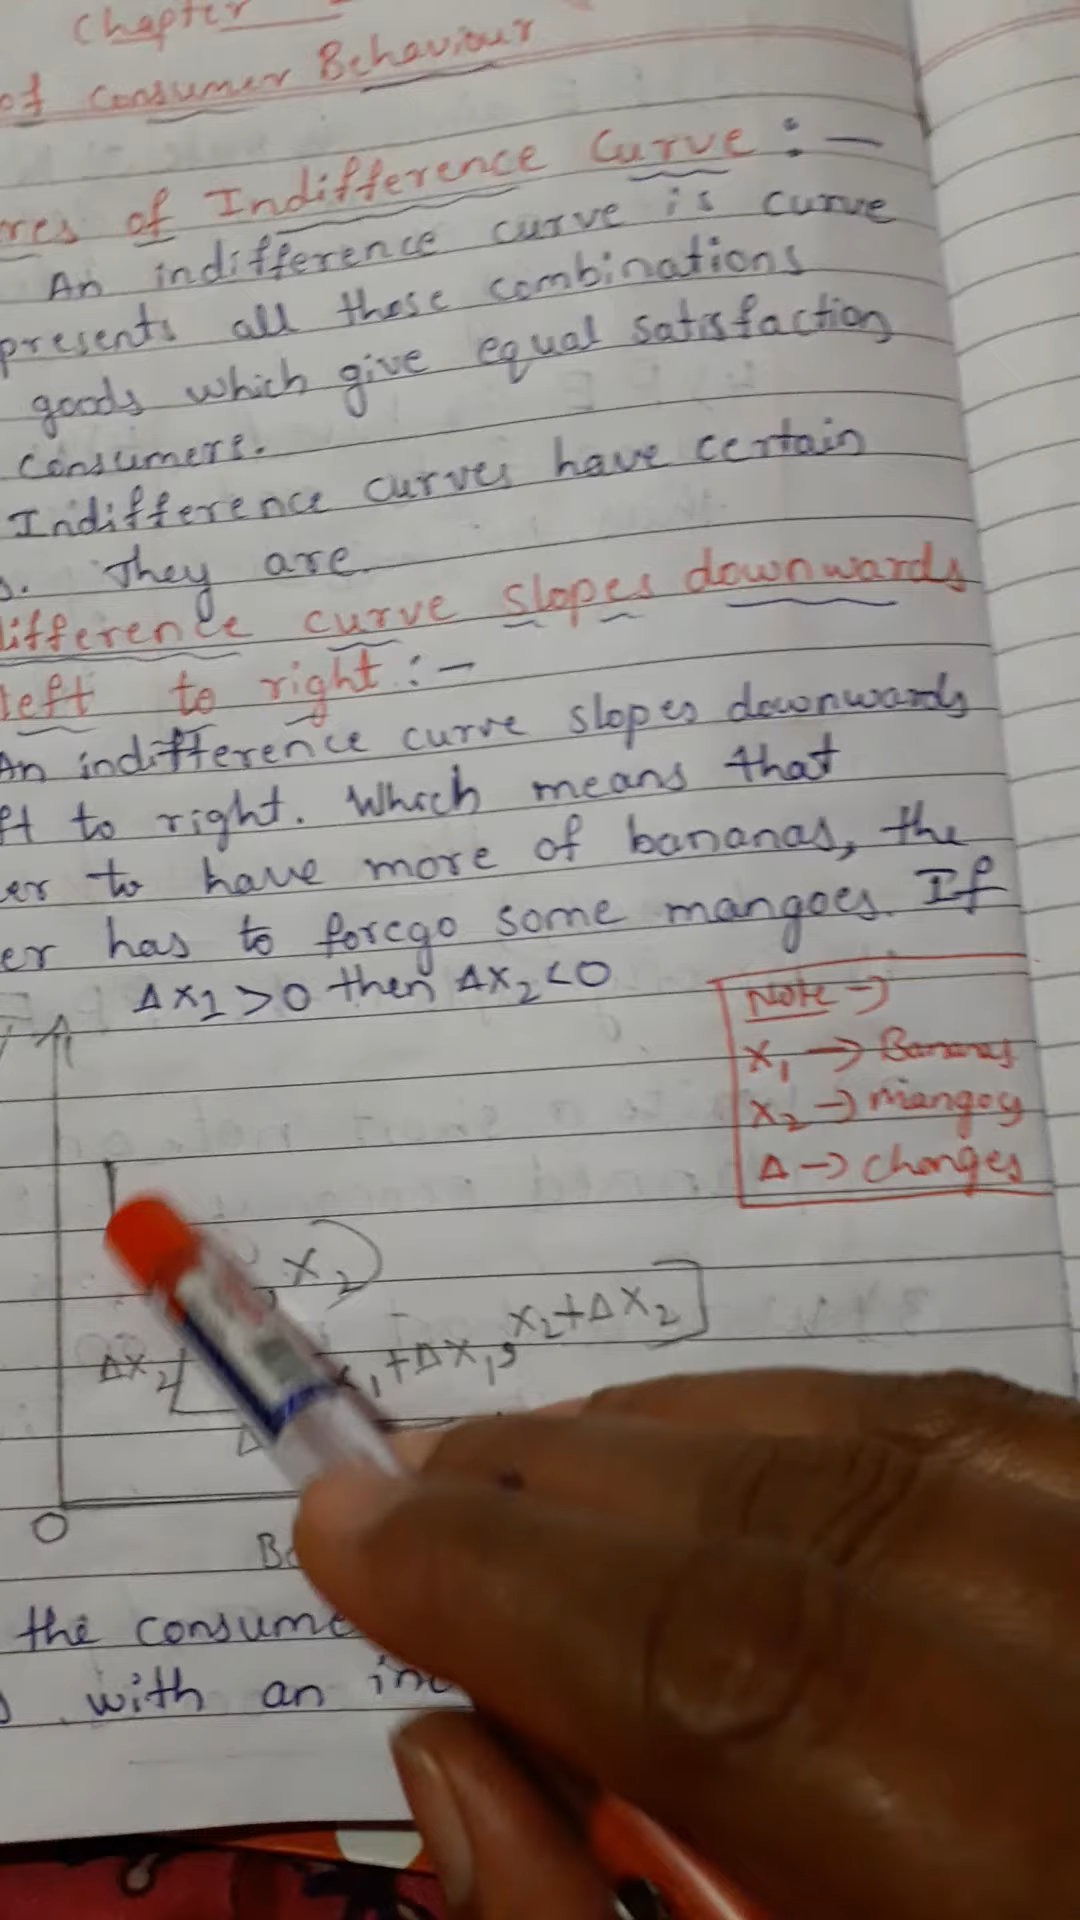 Chapter
of Consumer Behaviour
res of Indifference Curve :-
An indifference curve is curve
presents all these combinations
goods which give equal satisfaction
consumers.
Indifference curves have certain
s. They are
ifference curve slopes downwards
left to right :-
An indifference curve slopes downwards
ft to right. Which means that
er to have more of bananas, the
er has to forego some mangoes. If
ΔX1 >0 then ΔX2 <0
Note →
X1 → Bananas
X2 → Mangoes
Δ → Changes
X2)
X1+ΔX1, X2+ΔX2]
ΔX2
Δ
O
Ba
the consume
with an inc